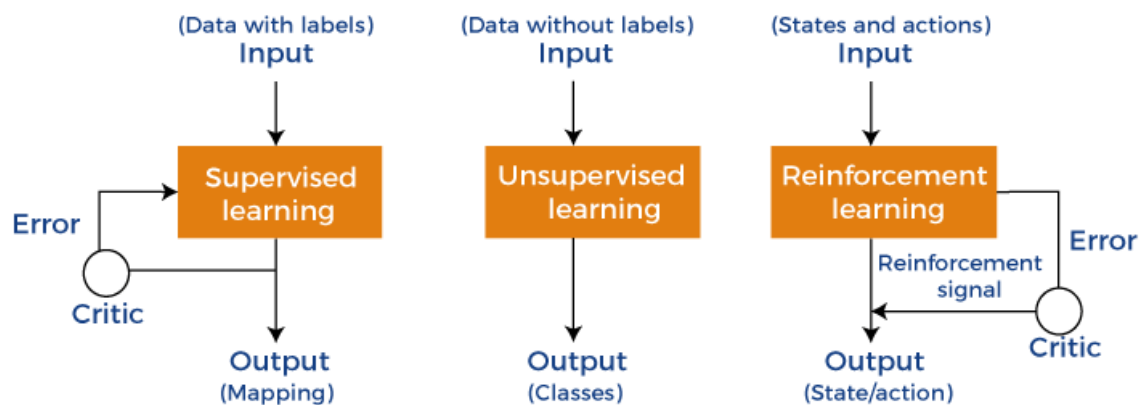 (Data with labels)
Input
Supervised
learning
Error
Critic
Output
(Mapping)
(Data without labels)
Input
Unsupervised
learning
Output
(Classes)
(States and actions)
Input
Reinforcement
learning
Error
Reinforcement
signal
Critic
Output
(State/action)